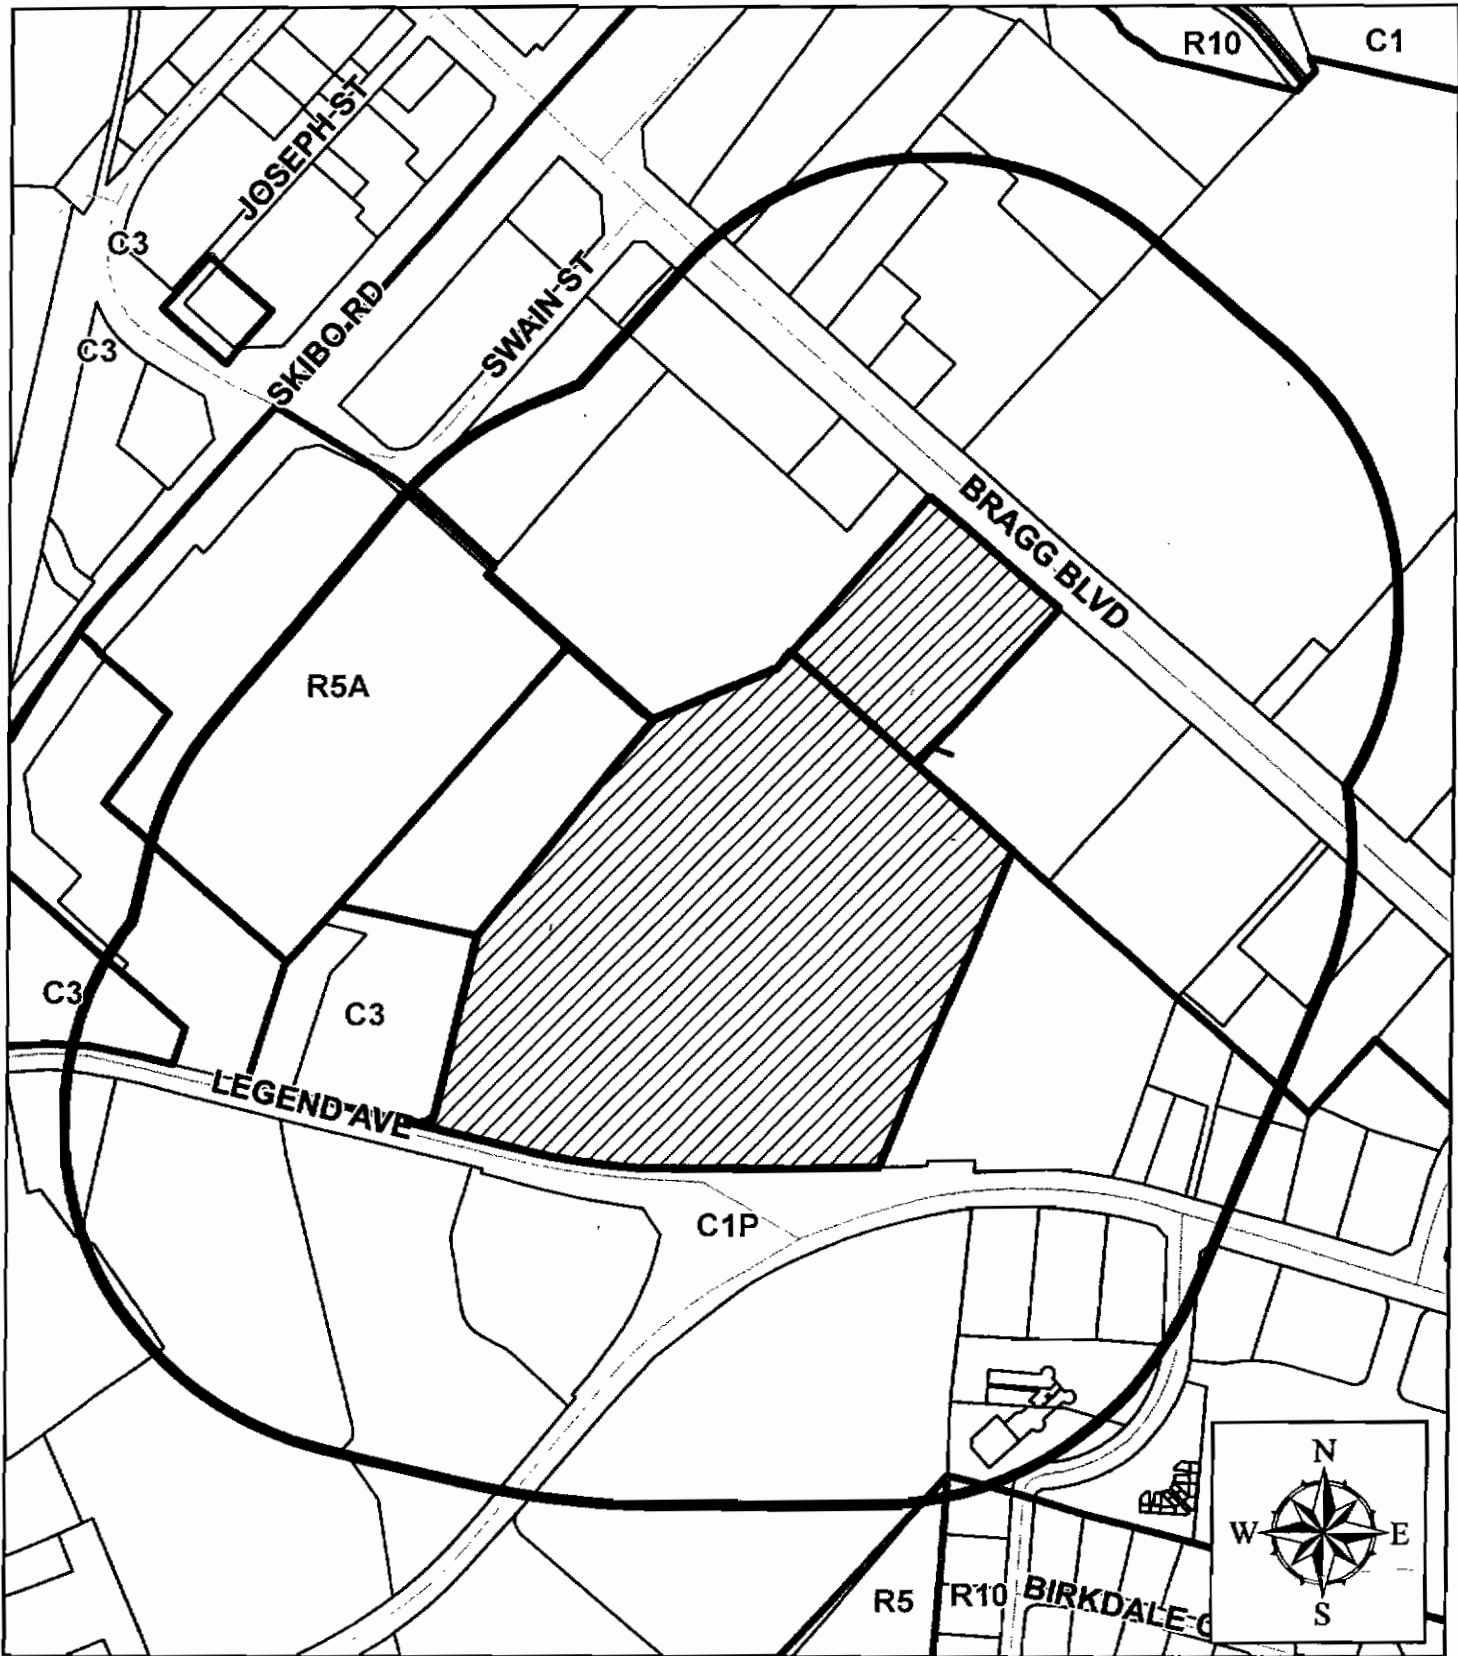 R10
C1
JOSEPH ST
C3
SKIBO RD
SWAIN ST
C3
BRAGG BLVD
R5A
C3
C3
LEGEND AVE
C1P
N
W
E
S
R5
R10
BIRKDALE